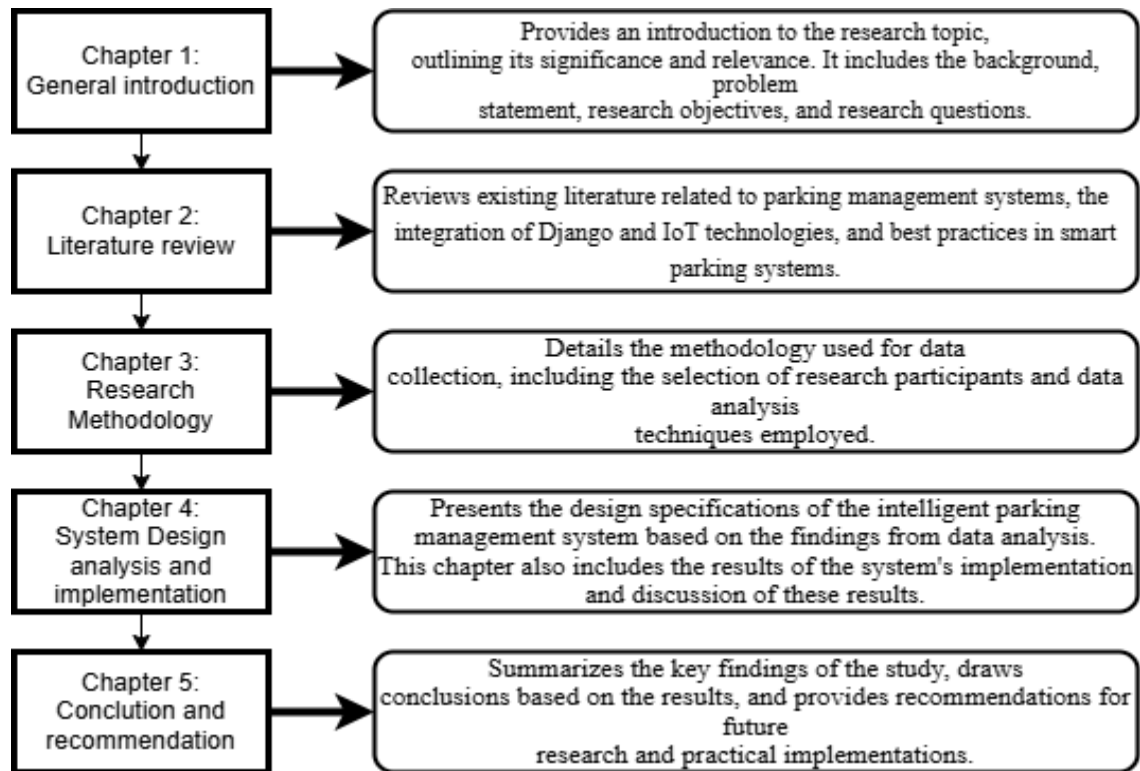 Chapter 1:
General introduction
Provides an introduction to the research topic,
outlining its significance and relevance. It includes the background,
problem
statement, research objectives, and research questions.
Chapter 2:
Literature review
Reviews existing literature related to parking management systems, the
integration of Django and IoT technologies, and best practices in smart
parking systems.
Chapter 3:
Research
Methodology
Details the methodology used for data
collection, including the selection of research participants and data
analysis
techniques employed.
Chapter 4:
System Design
analysis and
implementation
Presents the design specifications of the intelligent parking
management system based on the findings from data analysis.
This chapter also includes the results of the system's implementation
and discussion of these results.
Chapter 5:
Conclution and
recommendation
Summarizes the key findings of the study, draws
conclusions based on the results, and provides recommendations for
future
research and practical implementations.